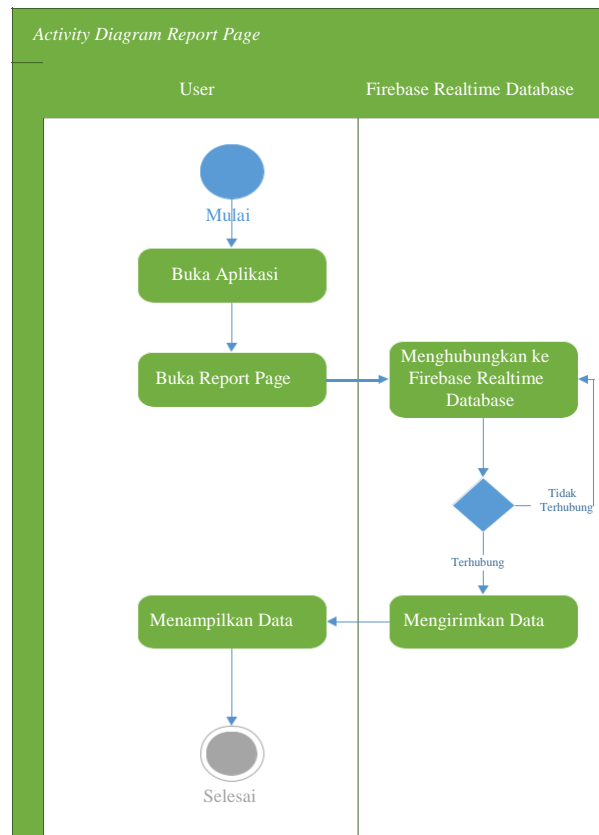 Activity Diagram Report Page
User
Firebase Realtime Database
Mulai
Buka Aplikasi
Buka Report Page
Menghubungkan ke
Firebase Realtime
Database
Tidak
Terhubung
Terhubung
Menampilkan Data
Mengirimkan Data
Selesai